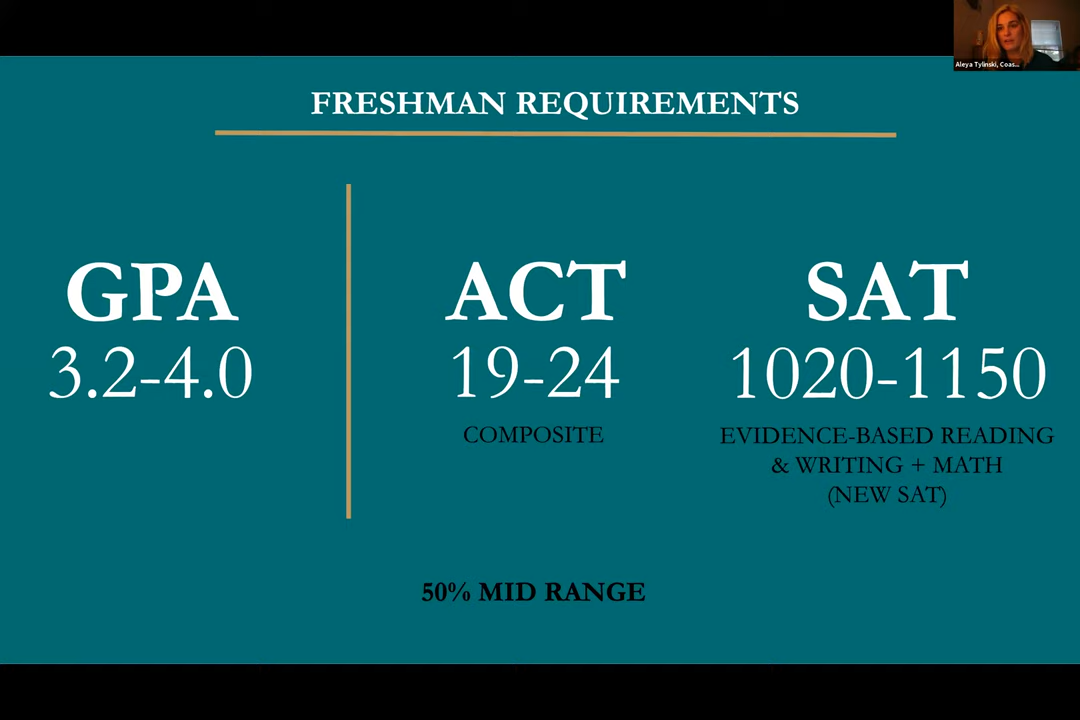 Aleya Tylinski, Coas...
FRESHMAN REQUIREMENTS
GPA
3.2-4.0
ACT
19-24
COMPOSITE
SAT
1020-1150
EVIDENCE-BASED READING
& WRITING + MATH
(NEW SAT)
50% MID RANGE